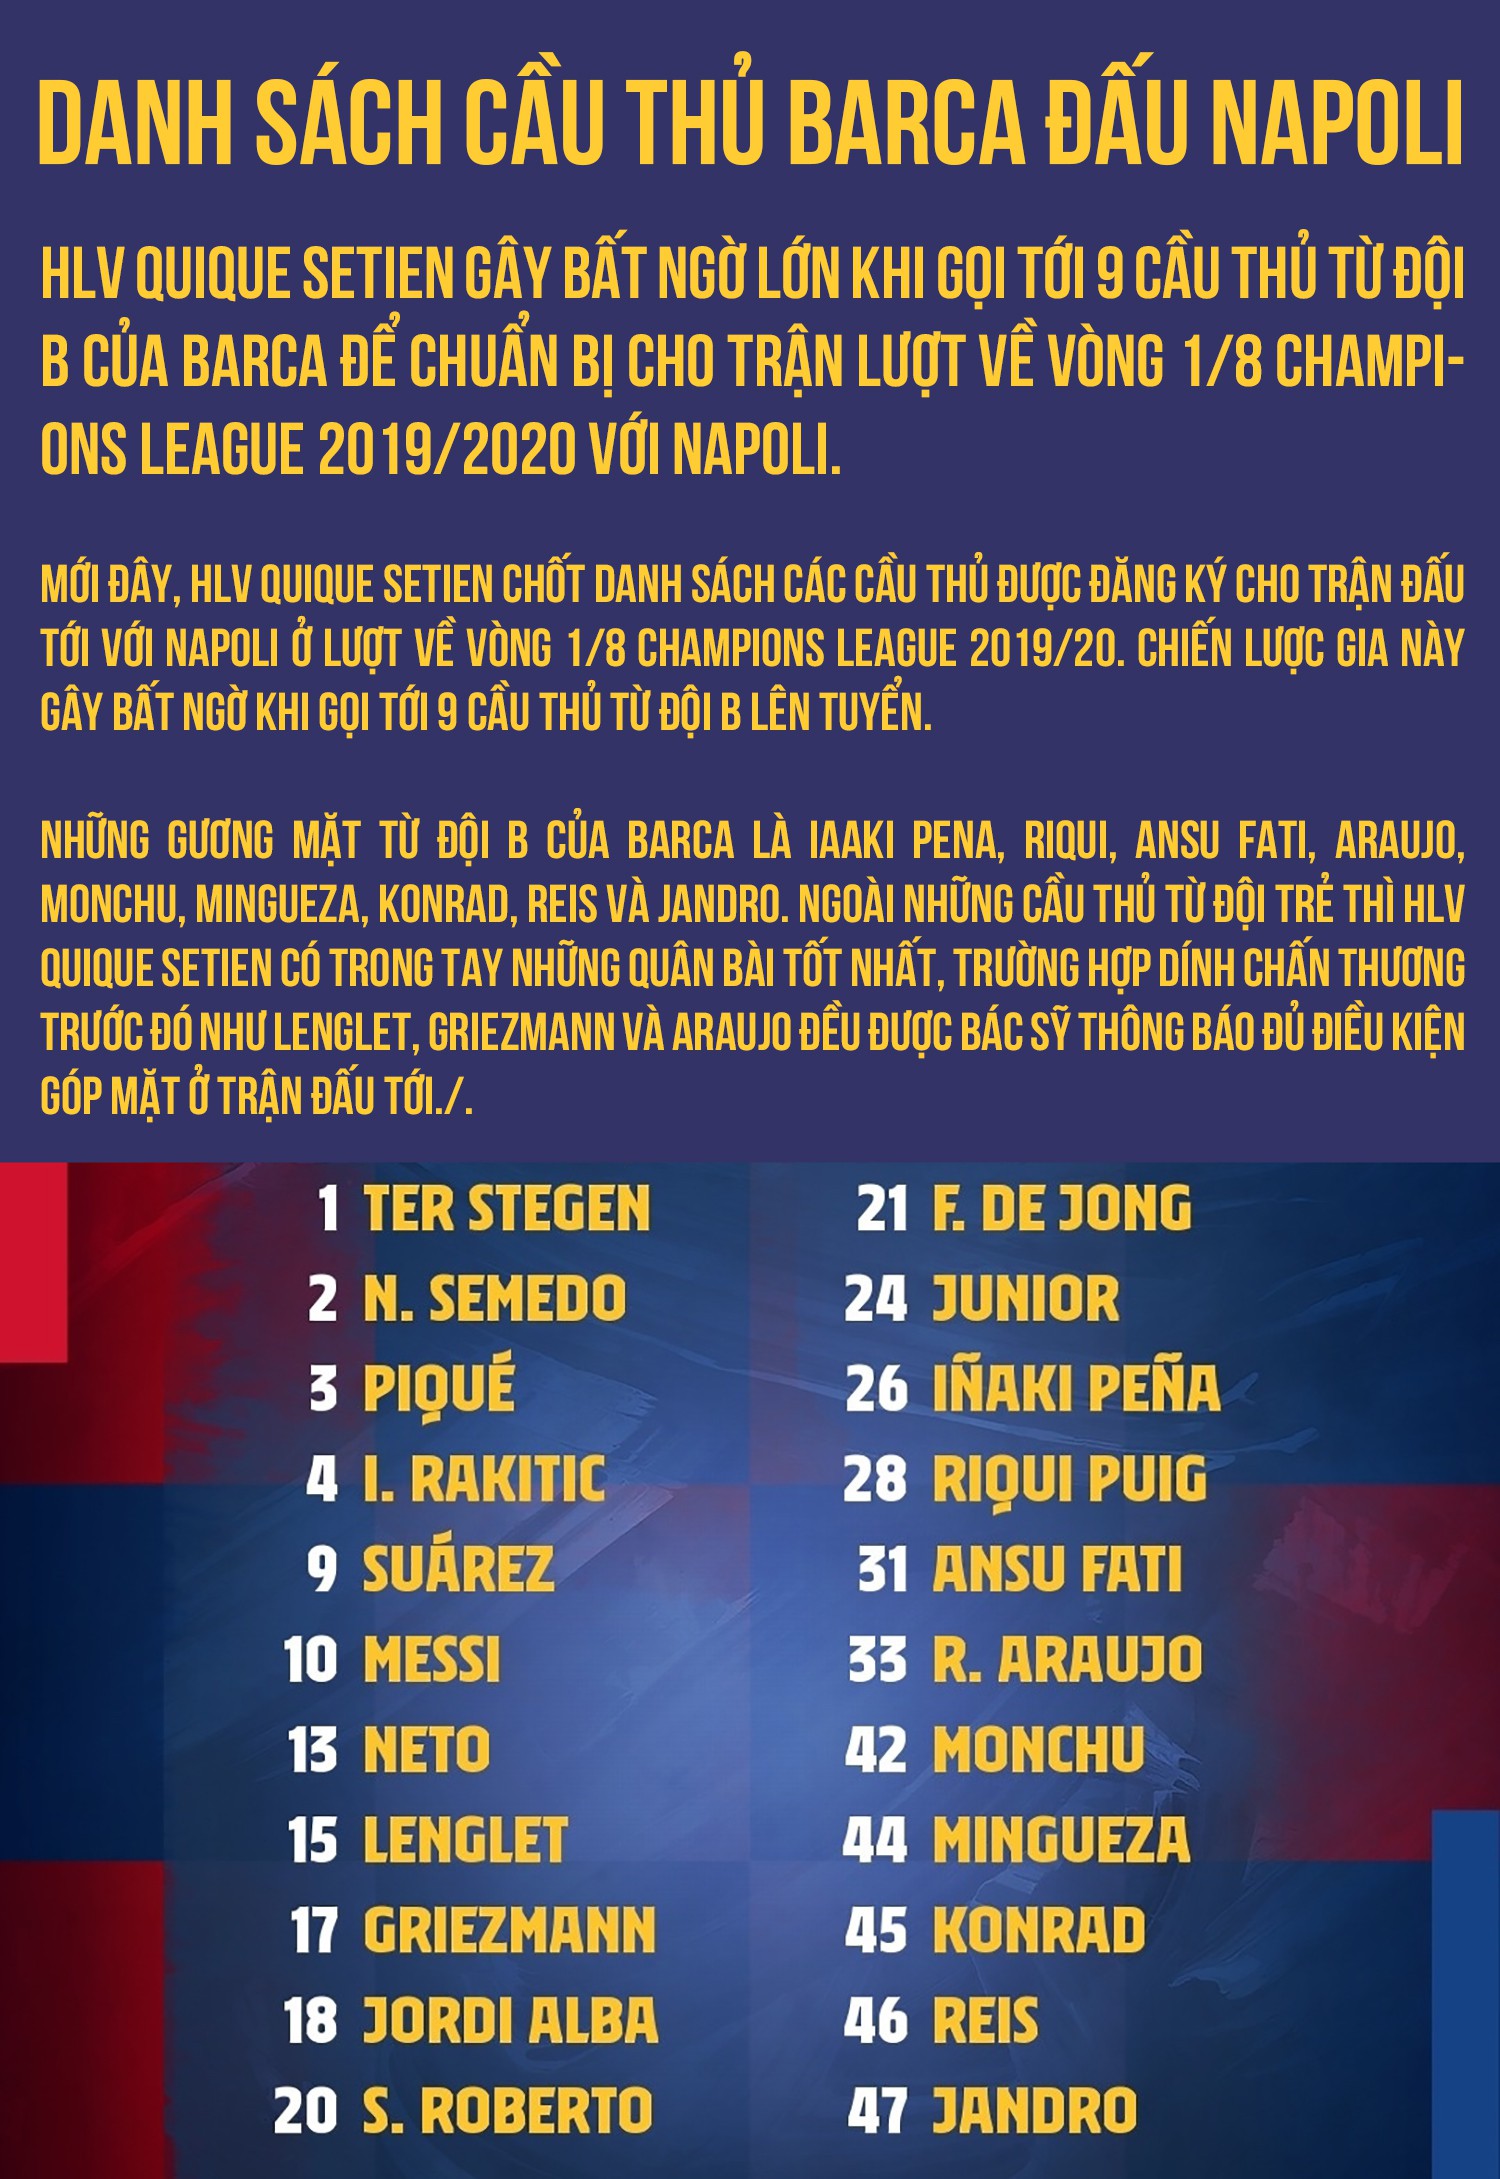 DANH SÁCH CẦU THỦ BARCA ĐẤU NAPOLI
HLV QUIQUE SETIEN GÂY BẤT NGỜ LỚN KHI GỌI TỚI 9 CẦU THỦ TỪ ĐỘI
B CỦA BARCA ĐỂ CHUẨN BỊ CHO TRẬN LƯỢT VỀ VÒNG 1/8 CHAMPI-
ONS LEAGUE 2019/2020 VỚI NAPOLI.
MỚI ĐÂY, HLV QUIQUE SETIEN CHỐT DANH SÁCH CÁC CẦU THỦ ĐƯỢC ĐĂNG KÝ CHO TRẬN ĐẤU
TỚI VỚI NAPOLI Ở LƯỢT VỀ VÒNG 1/8 CHAMPIONS LEAGUE 2019/20. CHIẾN LƯỢC GIA NÀY
GÂY BẤT NGỜ KHI GỌI TỚI 9 CẦU THỦ TỪ ĐỘI B LÊN TUYỂN.
NHỮNG GƯƠNG MẶT TỪ ĐỘI B CỦA BARCA LÀ IAAKI PENA, RIQUI, ANSU FATI, ARAUJO,
MONCHU, MINGUEZA, KONRAD, REIS VÀ JANDRO. NGOÀI NHỮNG CẦU THỦ TỪ ĐỘI TRẺ THÌ HLV
QUIQUE SETIEN CÓ TRONG TAY NHỮNG QUÂN BÀI TỐT NHẤT, TRƯỜNG HỢP DÍNH CHẤN THƯƠNG
TRƯỚC ĐÓ NHƯ LENGLET, GRIEZMANN VÀ ARAUJO ĐỀU ĐƯỢC BÁC SỸ THÔNG BÁO ĐỦ ĐIỀU KIỆN
GÓP MẶT Ở TRẬN ĐẤU TỚI./.
1 TER STEGEN
2 N. SEMEDO
3 PIQUÉ
4 I. RAKITIC
9 SUÁREZ
10 MESSI
13 NETO
15 LENGLET
17 GRIEZMANN
18 JORDI ALBA
20 S. ROBERTO
21 F. DE JONG
24 JUNIOR
26 IÑAKI PEÑA
28 RIQUI PUIG
31 ANSU FATI
33 R. ARAUJO
42 MONCHU
44 MINGUEZA
45 KONRAD
46 REIS
47 JANDRO